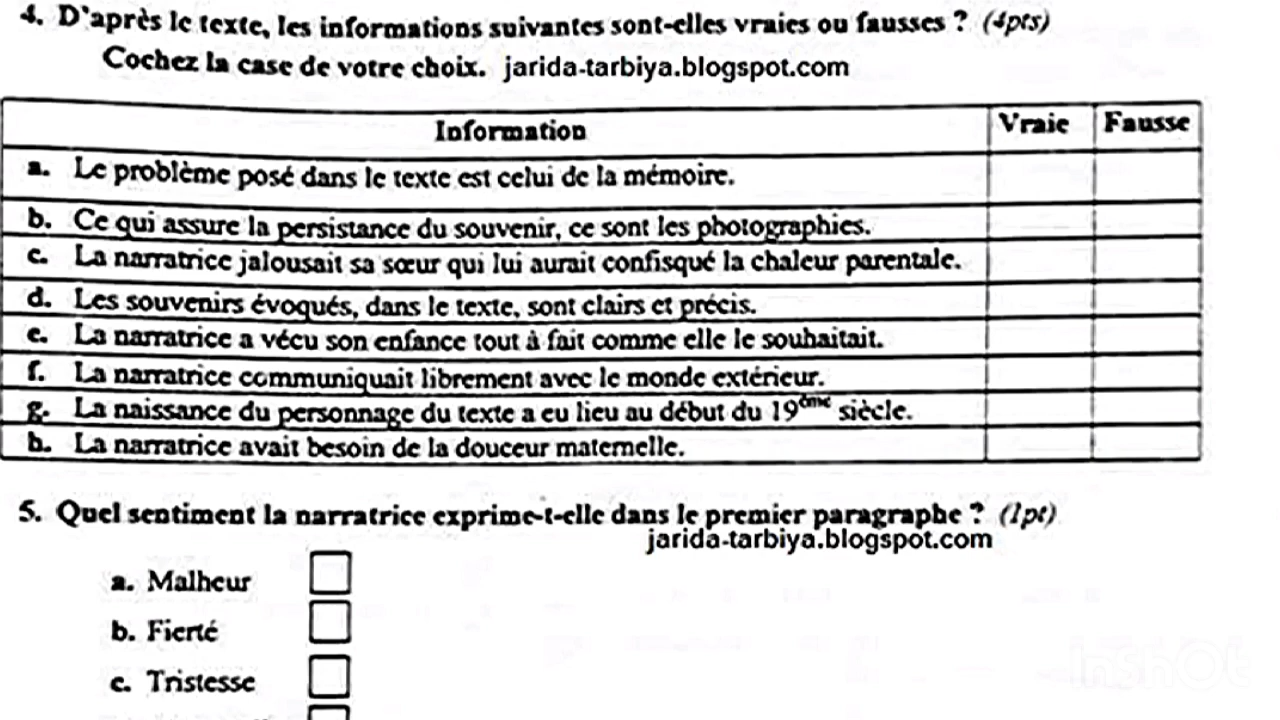 4. D'après le texte, les informations suivantes sont-elles vraies ou fausses ? (4pts)
Cochez la case de votre choix. jarida-tarbiya.blogspot.com
Information Vraie Fausse
a. Le problème posé dans le texte est celui de la mémoire.
b. Ce qui assure la persistance du souvenir, ce sont les photographies.
c. La narratrice jalousait sa sœur qui lui aurait confisqué la chaleur parentale.
d. Les souvenirs évoqués, dans le texte, sont clairs et précis.
e. La narratrice a vécu son enfance tout à fait comme elle le souhaitait.
f. La narratrice communiquait librement avec le monde extérieur.
g. La naissance du personnage du texte a eu lieu au début du 19ème siècle.
h. La narratrice avait besoin de la douceur maternelle.
5. Quel sentiment la narratrice exprime-t-elle dans le premier paragraphe ? (1pt)
jarida-tarbiya.blogspot.com
a. Malheur
b. Fierté
c. Tristesse
InShOt